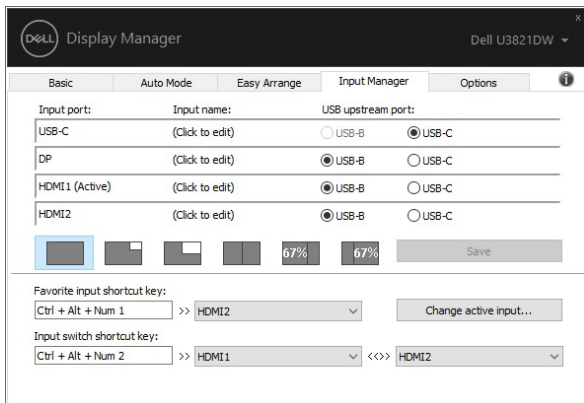 DELL Display Manager Dell U3821DW
x
Basic Auto Mode Easy Arrange Input Manager Options i
Input port: Input name: USB upstream port:
USB-C (Click to edit) USB-B USB-C
DP (Click to edit) USB-B USB-C
HDMI1 (Active) (Click to edit) USB-B USB-C
HDMI2 (Click to edit) USB-B USB-C
67% 67% Save
Favorite input shortcut key:
Ctrl + Alt + Num 1 >> HDMI2 Change active input...
Input switch shortcut key:
Ctrl + Alt + Num 2 >> HDMI1 <<>> HDMI2